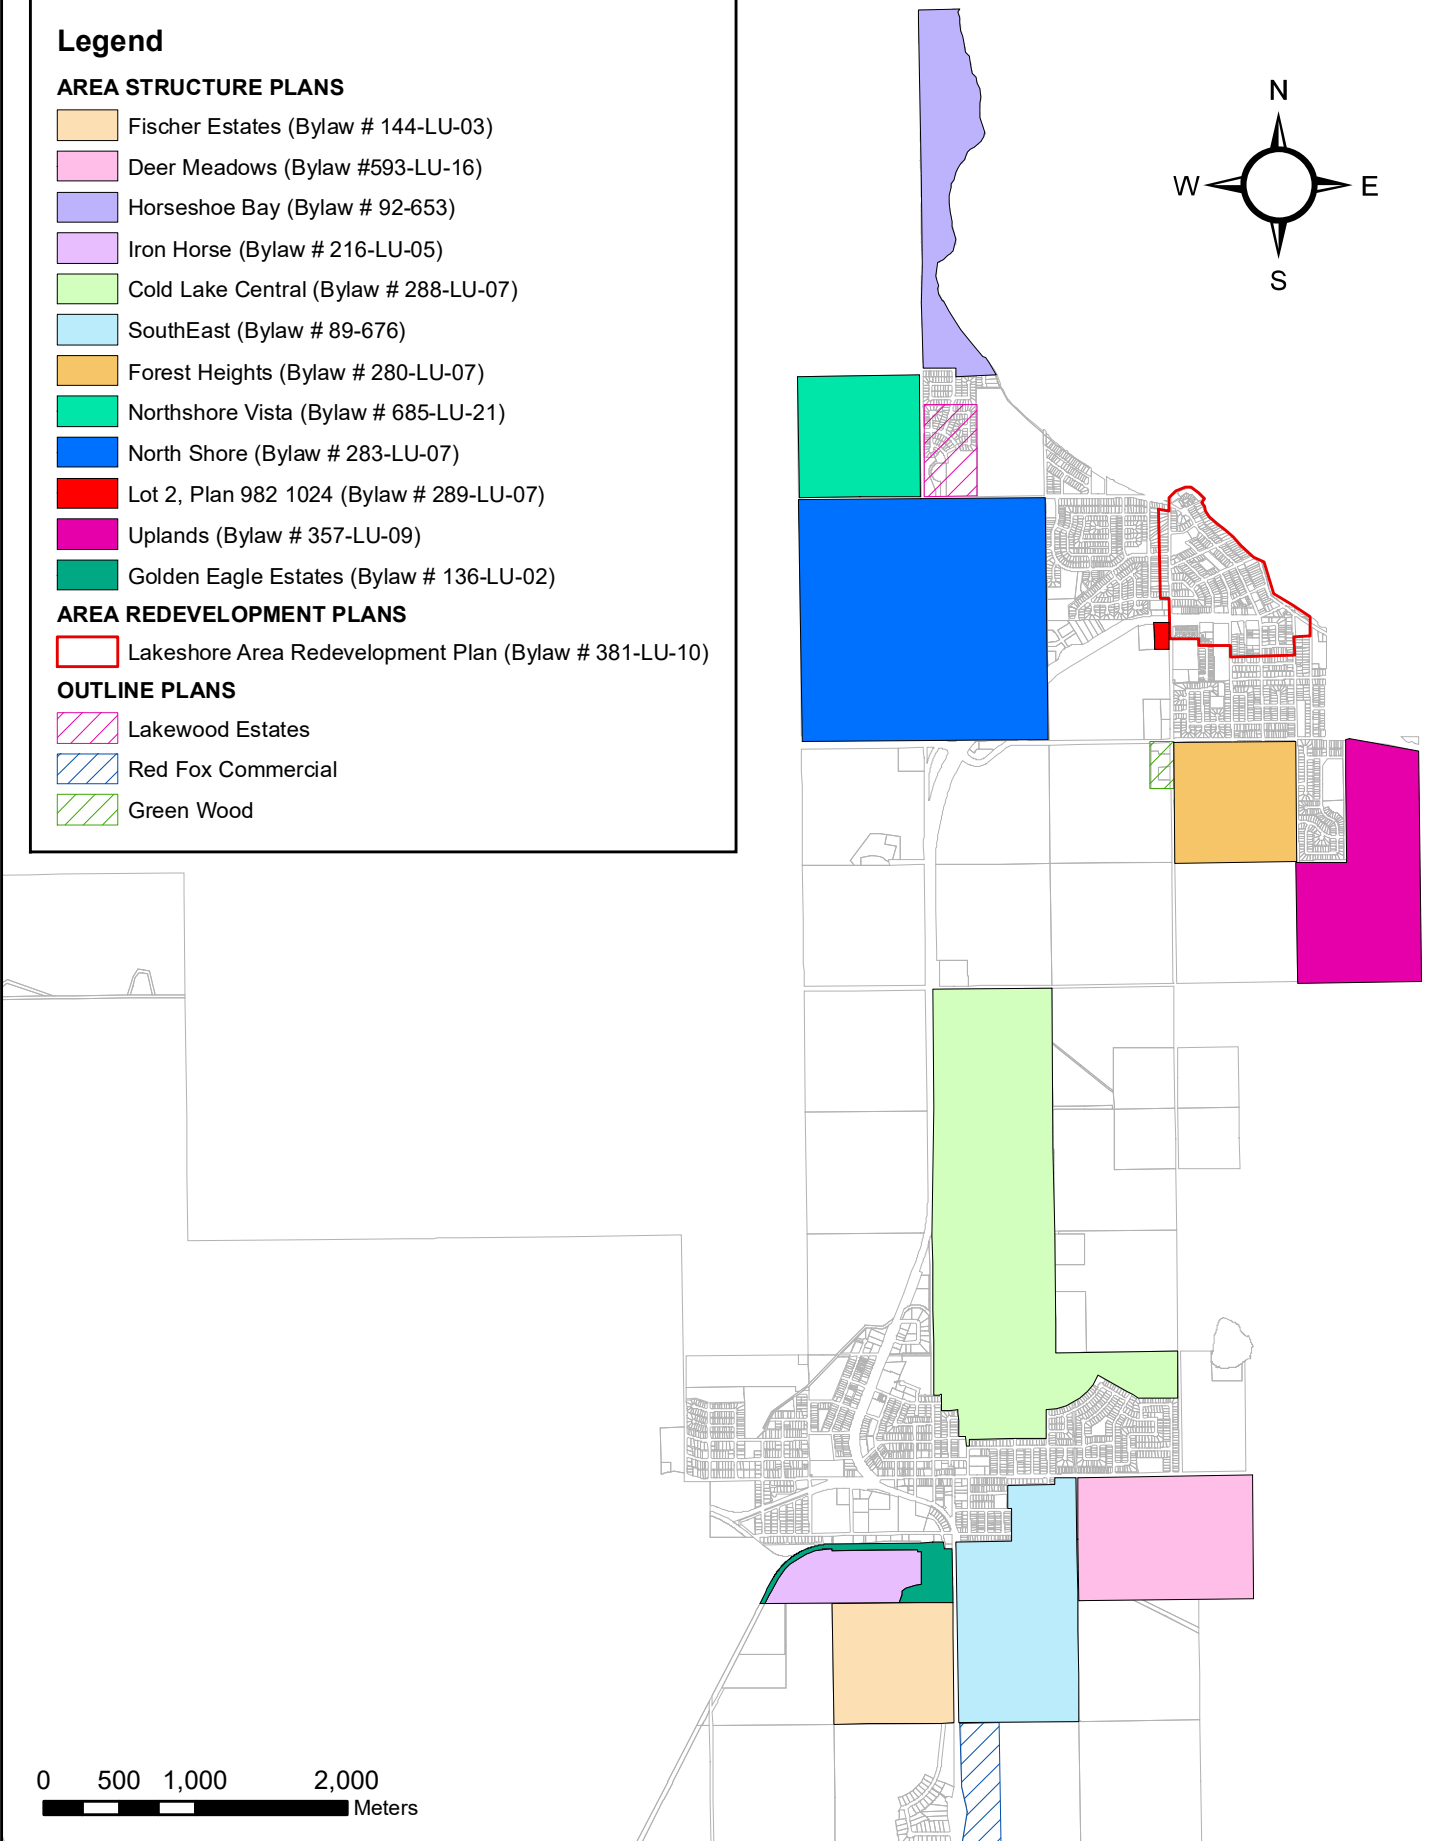 Legend
AREA STRUCTURE PLANS
Fischer Estates (Bylaw # 144-LU-03)
Deer Meadows (Bylaw #593-LU-16)
Horseshoe Bay (Bylaw # 92-653)
Iron Horse (Bylaw # 216-LU-05)
Cold Lake Central (Bylaw # 288-LU-07)
SouthEast (Bylaw # 89-676)
Forest Heights (Bylaw # 280-LU-07)
Northshore Vista (Bylaw # 685-LU-21)
North Shore (Bylaw # 283-LU-07)
Lot 2, Plan 982 1024 (Bylaw # 289-LU-07)
Uplands (Bylaw # 357-LU-09)
Golden Eagle Estates (Bylaw # 136-LU-02)
AREA REDEVELOPMENT PLANS
Lakeshore Area Redevelopment Plan (Bylaw # 381-LU-10)
OUTLINE PLANS
Lakewood Estates
Red Fox Commercial
Green Wood
N
W E
S
0 500 1,000 2,000
Meters